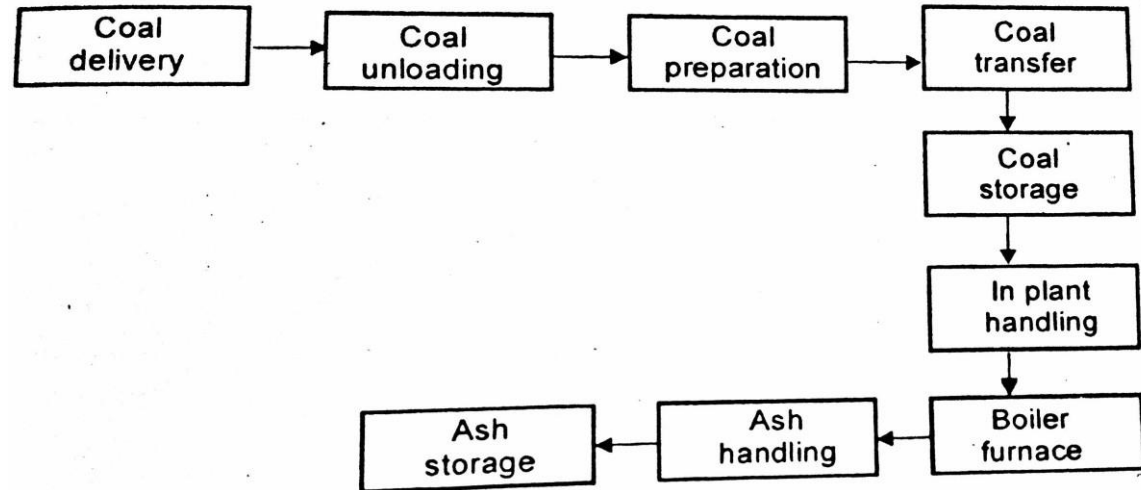 Coal
delivery
Coal
unloading
Coal
preparation
Coal
transfer
Coal
storage
In plant
handling
Boiler
furnace
Ash
handling
Ash
storage